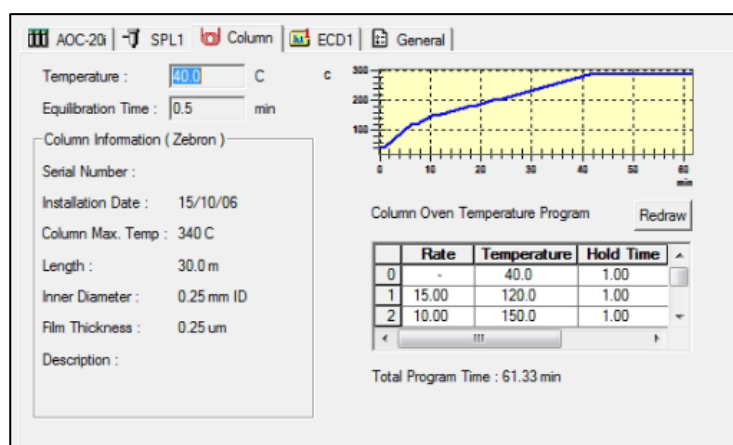 AOC-20i SPL1 Column ECD1 General
Temperature : 40.0 C
Equilibration Time : 0.5 min
Column Information ( Zebron )
Serial Number :
Installation Date : 15/10/06
Column Max. Temp : 340 C
Length : 30.0 m
Inner Diameter : 0.25 mm ID
Film Thickness : 0.25 um
Description :
C
300
200
100
0 10 20 30 40 50 60
min
Column Oven Temperature Program Redraw
Rate Temperature Hold Time
0 - 40.0 1.00
1 15.00 120.0 1.00
2 10.00 150.0 1.00
Total Program Time : 61.33 min